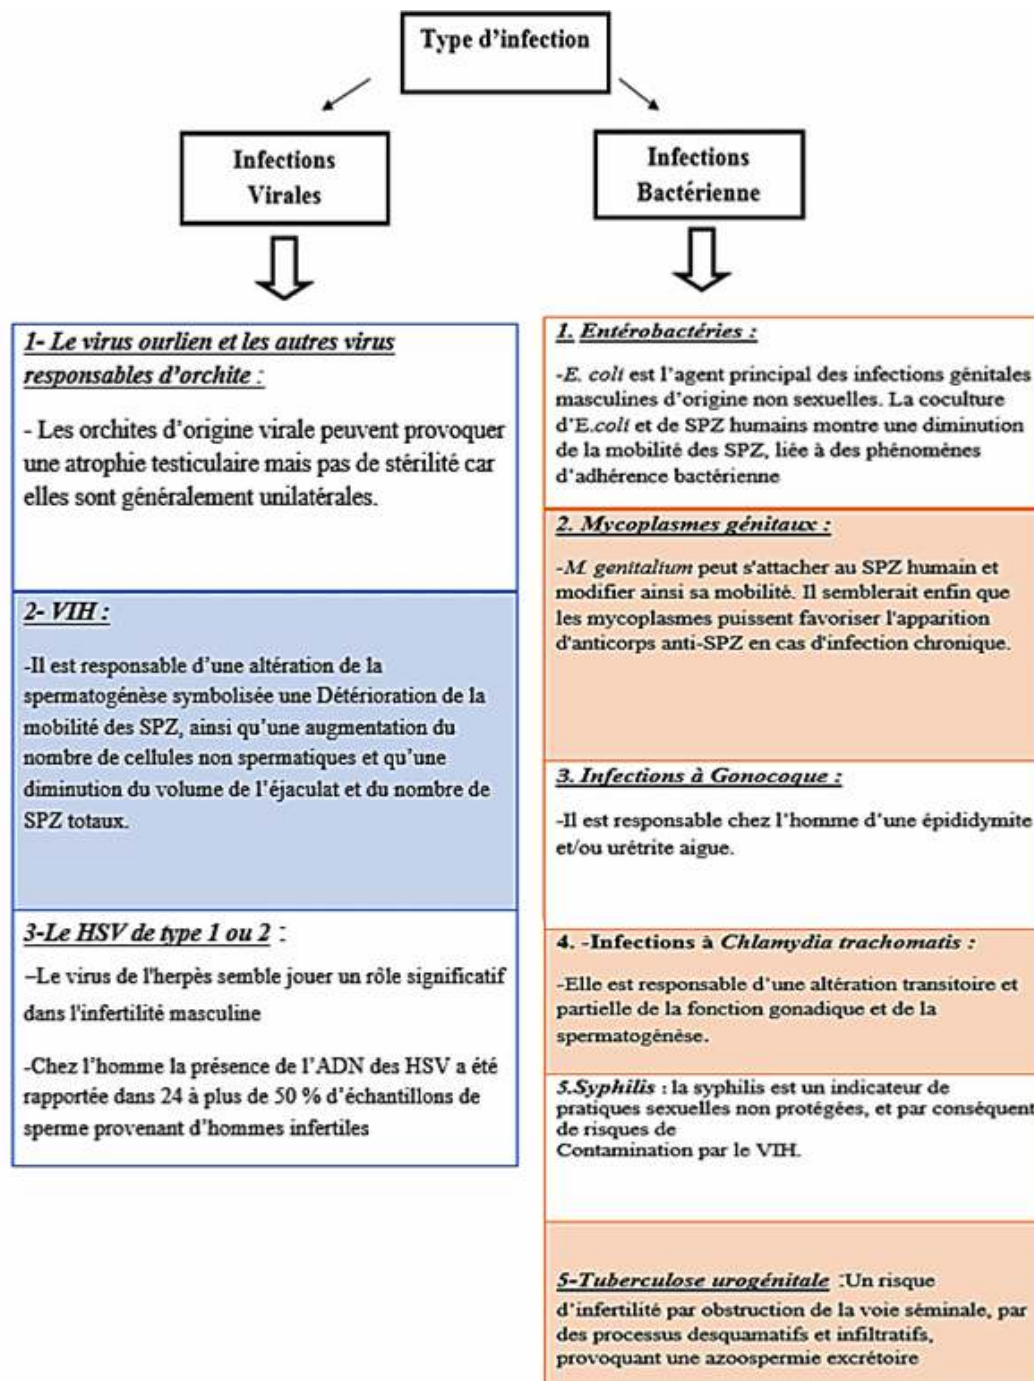 Type d’infection
Infections
Virales
Infections
Bactérienne
1- Le virus ourlien et les autres virus
responsables d’orchite :
- Les orchites d’origine virale peuvent provoquer
une atrophie testiculaire mais pas de stérilité car
elles sont généralement unilatérales.
2- VIH :
-Il est responsable d’une altération de la
spermatogénèse symbolisée une Détérioration de la
mobilité des SPZ, ainsi qu’une augmentation du
nombre de cellules non spermatiques et qu’une
diminution du volume de l’éjaculat et du nombre de
SPZ totaux.
3-Le HSV de type 1 ou 2 :
–Le virus de l'herpès semble jouer un rôle significatif
dans l'infertilité masculine
-Chez l’homme la présence de l’ADN des HSV a été
rapportée dans 24 à plus de 50 % d’échantillons de
sperme provenant d’hommes infertiles
1. Entérobactéries :
-E. coli est l’agent principal des infections génitales
masculines d’origine non sexuelles. La coculture
d’E.coli et de SPZ humains montre une diminution
de la mobilité des SPZ, liée à des phénomènes
d’adhérence bactérienne
2. Mycoplasmes génitaux :
-M. genitalium peut s'attacher au SPZ humain et
modifier ainsi sa mobilité. Il semblerait enfin que
les mycoplasmes puissent favoriser l'apparition
d'anticorps anti-SPZ en cas d'infection chronique.
3. Infections à Gonocoque :
-Il est responsable chez l’homme d’une épididymite
et/ou urétrite aigue.
4. -Infections à Chlamydia trachomatis :
-Elle est responsable d’une altération transitoire et
partielle de la fonction gonadique et de la
spermatogénèse.
5.Syphilis : la syphilis est un indicateur de
pratiques sexuelles non protégées, et par conséquent
de risques de
Contamination par le VIH.
5-Tuberculose urogénitale :Un risque
d’infertilité par obstruction de la voie séminale, par
des processus desquamatifs et infiltratifs,
provoquant une azoospermie excrétoire